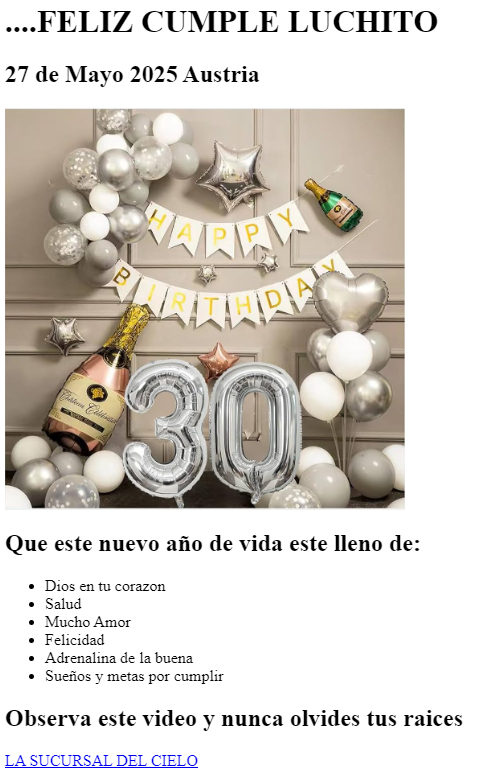 ....FELIZ CUMPLE LUCHITO
27 de Mayo 2025 Austria
HAPPY
BIRTHDAY
30
Que este nuevo año de vida este lleno de:
Dios en tu corazon
Salud
Mucho Amor
Felicidad
Adrenalina de la buena
Sueños y metas por cumplir
Observa este video y nunca olvides tus raices
LA SUCURSAL DEL CIELO